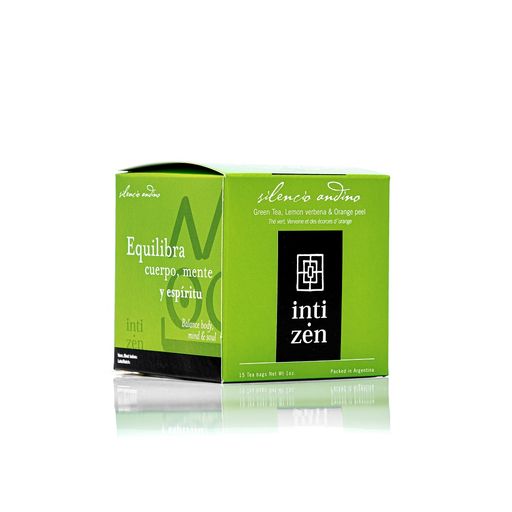 silencio andino
Equilibra
cuerpo, mente
y espíritu
Balance body,
mind & soul
inti
zen
silencio andino
Green Tea, Lemon verbena & Orange peel
Thé vert, Verveine et des écorces d´orange
inti
zėn
15 Tea bags Net Wt 1oz
Packed in Argentina